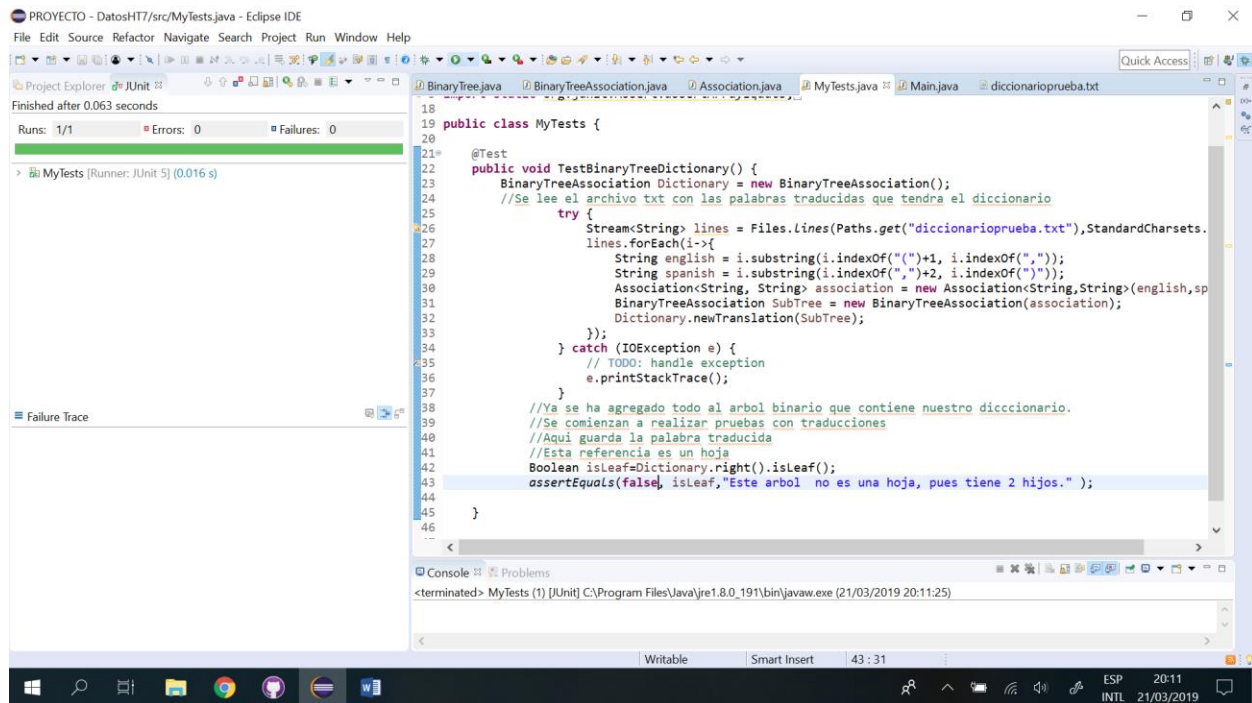 PROYECTO - DatosHT7/src/MyTests.java - Eclipse IDE
File Edit Source Refactor Navigate Search Project Run Window Help
Quick Access
Project Explorer JUnit
Finished after 0.063 seconds
Runs: 1/1 Errors: 0 Failures: 0
MyTests [Runner: JUnit 5] (0.016 s)
Failure Trace
BinaryTree.java BinaryTreeAssociation.java Association.java MyTests.java Main.java diccionarioprueba.txt
18
19 public class MyTests {
20
21 @Test
22 public void TestBinaryTreeDictionary() {
23 BinaryTreeAssociation Dictionary = new BinaryTreeAssociation();
24 //Se lee el archivo txt con las palabras traducidas que tendra el diccionario
25 try {
26 Stream<String> lines = Files.lines(Paths.get("diccionarioprueba.txt"),StandardCharsets.
27 lines.forEach(i->{
28 String english = i.substring(i.indexOf("(")+1, i.indexOf(","));
29 String spanish = i.substring(i.indexOf(",")+2, i.indexOf(")"));
30 Association<String, String> association = new Association<String,String>(english,sp
31 BinaryTreeAssociation SubTree = new BinaryTreeAssociation(association);
32 Dictionary.newTranslation(SubTree);
33 });
34 } catch (IOException e) {
35 // TODO: handle exception
36 e.printStackTrace();
37 }
38 //Ya se ha agregado todo al arbol binario que contiene nuestro dicccionario.
39 //Se comienzan a realizar pruebas con traducciones
40 //Aqui guarda la palabra traducida
41 //Esta referencia es un hoja
42 Boolean isLeaf=Dictionary.right().isLeaf();
43 assertEquals(false, isLeaf,"Este arbol  no es una hoja, pues tiene 2 hijos." );
44
45 }
46
Console Problems
<terminated> MyTests (1) [JUnit] C:\Program Files\Java\jre1.8.0_191\bin\javaw.exe (21/03/2019 20:11:25)
Writable Smart Insert 43 : 31
ESP 20:11
INTL 21/03/2019